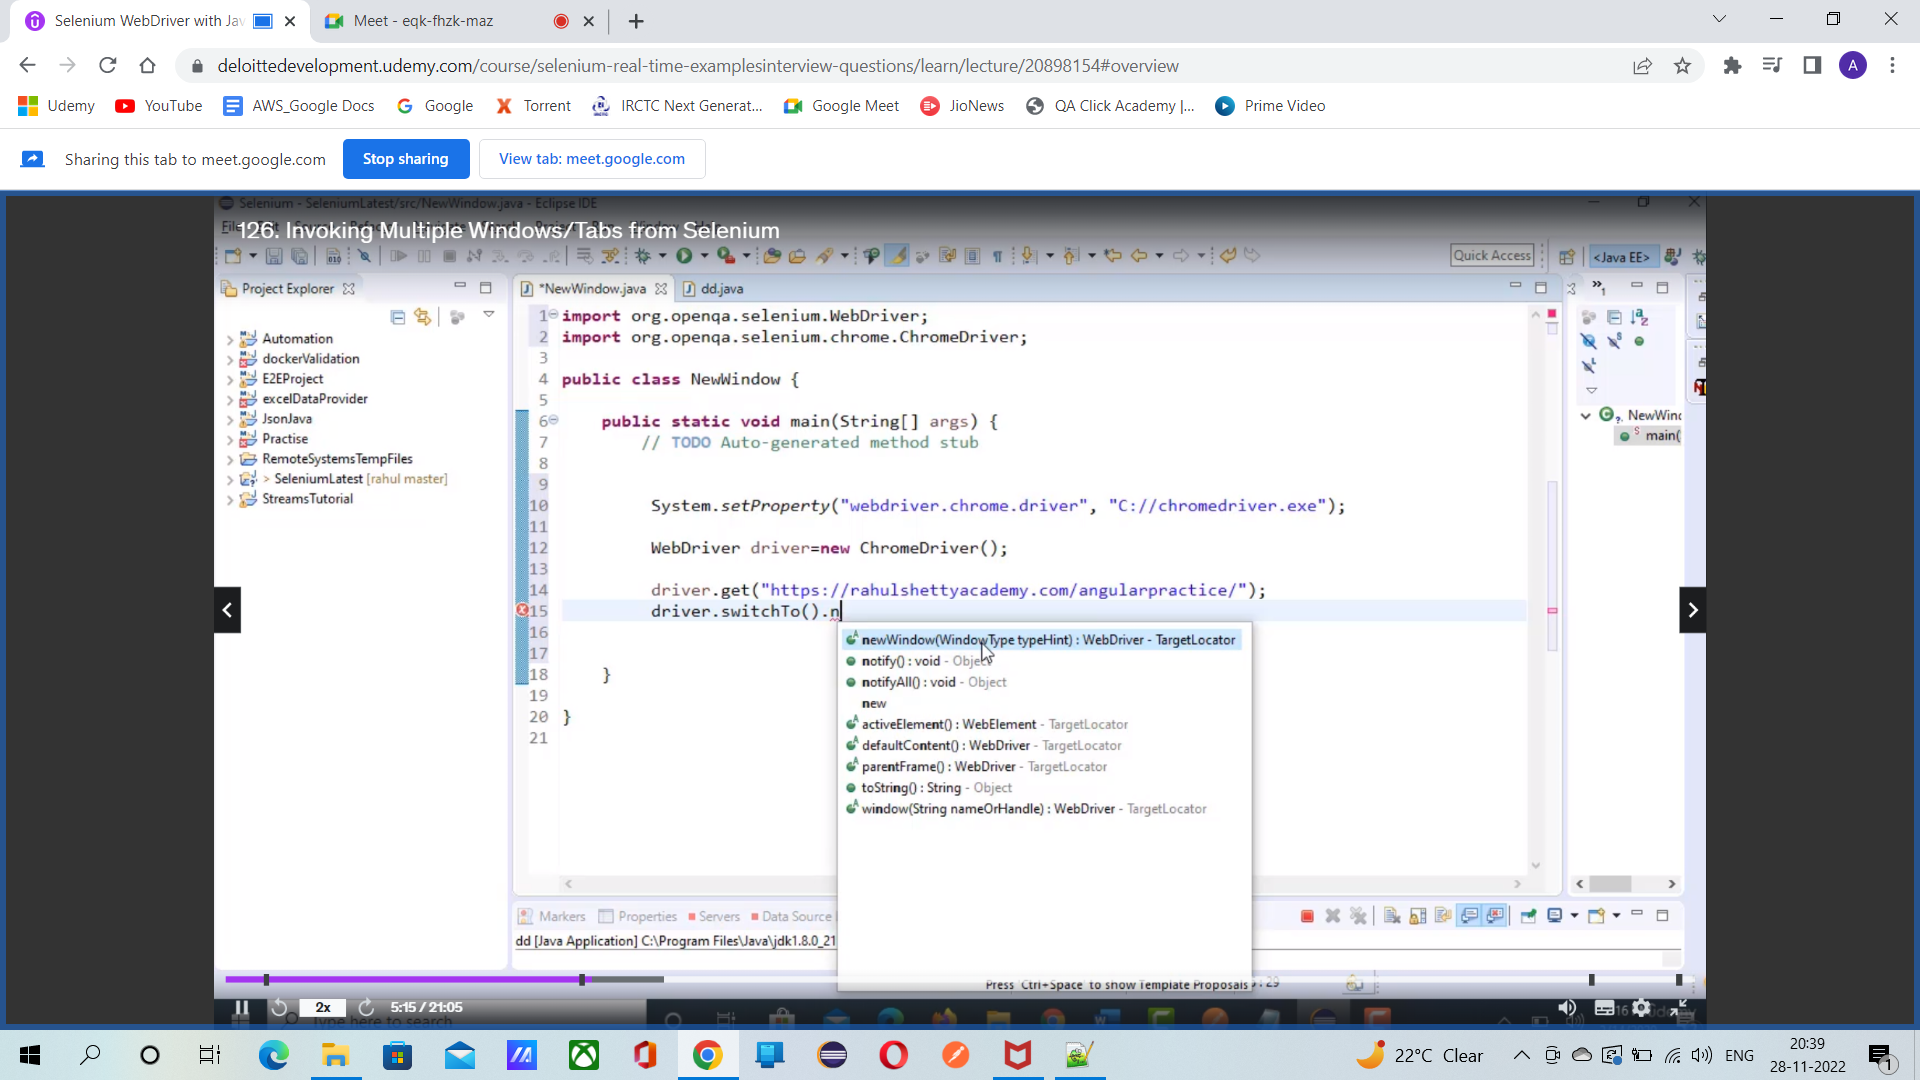 Selenium WebDriver with Jav
Meet - eqk-fhzk-maz
deloittedevelopment.udemy.com/course/selenium-real-time-examplesinterview-questions/learn/lecture/20898154#overview
A
Udemy
YouTube
AWS_Google Docs
Google
Torrent
IRCTC Next Generat...
Google Meet
JioNews
QA Click Academy |...
Prime Video
Sharing this tab to meet.google.com
Stop sharing
View tab: meet.google.com
Selenium - SeleniumLatest/src/NewWindow.java - Eclipse IDE
126. Invoking Multiple Windows/Tabs from Selenium
Quick Access
<Java EE>
Project Explorer
*NewWindow.java
dd.java
Automation
dockerValidation
E2EProject
excelDataProvider
JsonJava
Practise
RemoteSystemsTempFiles
> SeleniumLatest [rahul master]
StreamsTutorial
1 import org.openqa.selenium.WebDriver;
2 import org.openqa.selenium.chrome.ChromeDriver;
3
4 public class NewWindow {
5
6 public static void main(String[] args) {
7 // TODO Auto-generated method stub
8
9
10 System.setProperty("webdriver.chrome.driver", "C://chromedriver.exe");
11
12 WebDriver driver=new ChromeDriver();
13
14 driver.get("https://rahulshettyacademy.com/angularpractice/");
15 driver.switchTo().n
16
17
18 }
19
20 }
21
newWindow(WindowType typeHint) : WebDriver - TargetLocator
notify() : void - Object
notifyAll() : void - Object
new
activeElement() : WebElement - TargetLocator
defaultContent() : WebDriver - TargetLocator
parentFrame() : WebDriver - TargetLocator
toString() : String - Object
window(String nameOrHandle) : WebDriver - TargetLocator
Press 'Ctrl+Space' to show Template Proposals
: 29
NewWind
main(
Markers
Properties
Servers
Data Source
dd [Java Application] C:\Program Files\Java\jdk1.8.0_21
2x
5:15 / 21:05
Type here to search
22°C Clear
ENG
20:39
28-11-2022
1